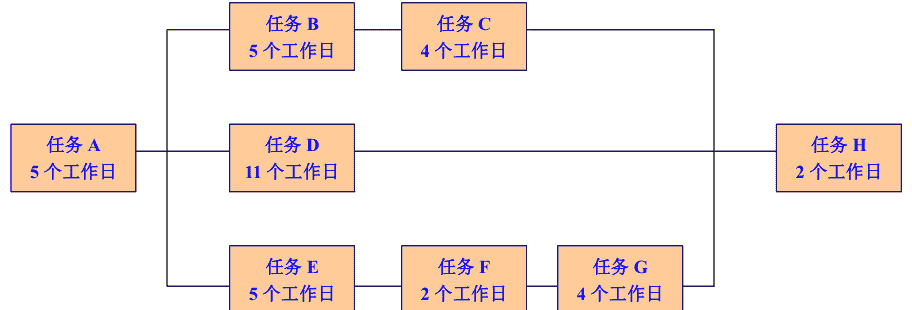 任务 B
5 个工作日
任务 C
4 个工作日
任务 A
5 个工作日
任务 D
11 个工作日
任务 H
2 个工作日
任务 E
5 个工作日
任务 F
2 个工作日
任务 G
4 个工作日